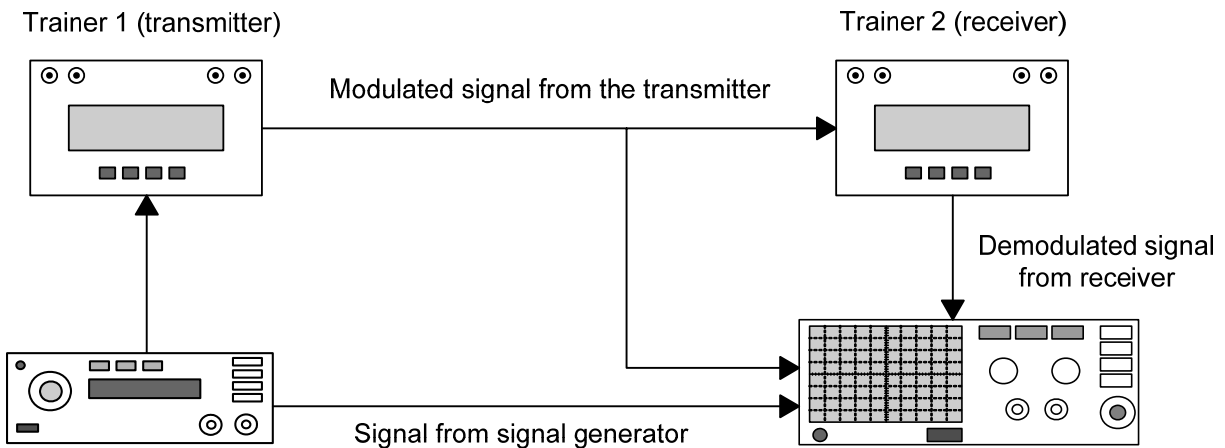 Trainer 1 (transmitter)
Trainer 2 (receiver)
Modulated signal from the transmitter
Demodulated signal
from receiver
Signal from signal generator